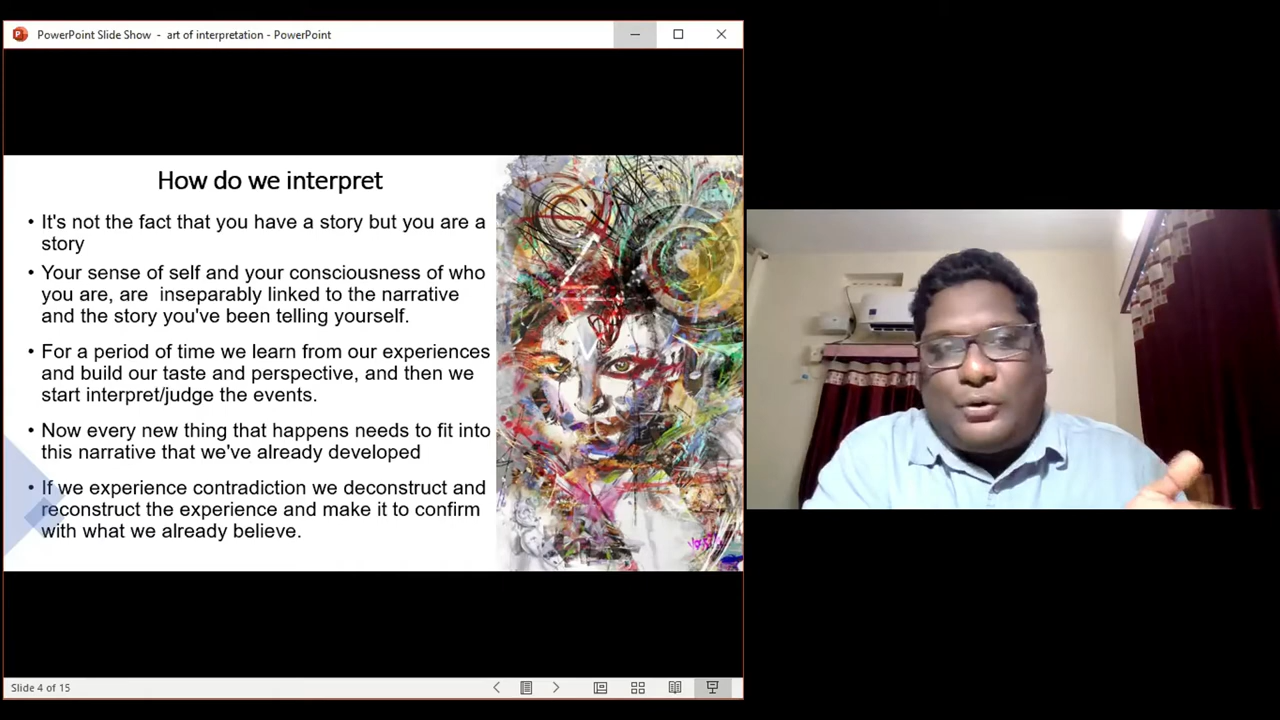 PowerPoint Slide Show - art of interpretation - PowerPoint
How do we interpret
• It's not the fact that you have a story but you are a
story
• Your sense of self and your consciousness of who
you are, are inseparably linked to the narrative
and the story you've been telling yourself.
• For a period of time we learn from our experiences
and build our taste and perspective, and then we
start interpret/judge the events.
• Now every new thing that happens needs to fit into
this narrative that we've already developed
• If we experience contradiction we deconstruct and
reconstruct the experience and make it to confirm
with what we already believe.
Slide 4 of 15